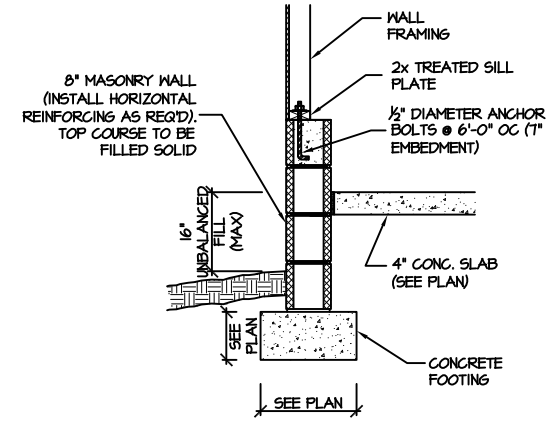 WALL
FRAMING
2x TREATED SILL
PLATE
8" MASONRY WALL
(INSTALL HORIZONTAL
REINFORCING AS REQ'D).
TOP COURSE TO BE
FILLED SOLID
1/2" DIAMETER ANCHOR
BOLTS @ 6'-0" OC (7"
EMBEDMENT)
16"
UNBALANCED
FILL
(MAX)
4" CONC. SLAB
(SEE PLAN)
SEE
PLAN
CONCRETE
FOOTING
SEE PLAN